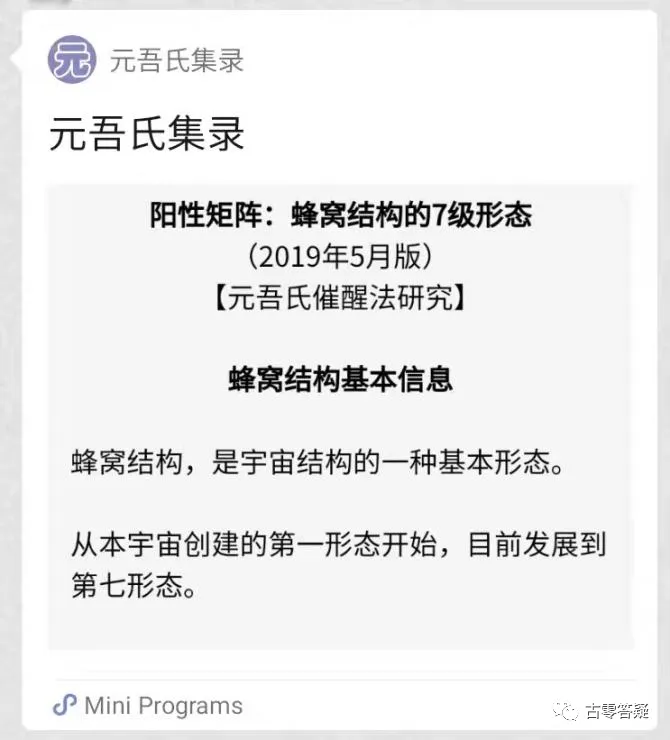 元 元吾氏集录
元吾氏集录
阳性矩阵：蜂窝结构的7级形态
（2019年5月版）
【元吾氏催醒法研究】
蜂窝结构基本信息
蜂窝结构，是宇宙结构的一种基本形态。
从本宇宙创建的第一形态开始，目前发展到
第七形态。
Mini Programs
古零答疑